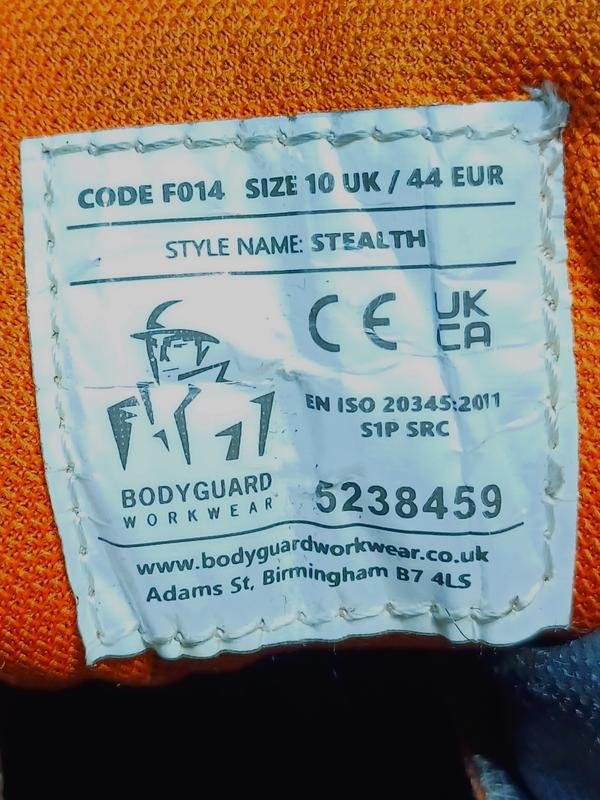 CODE F014 SIZE 10 UK / 44 EUR
STYLE NAME: STEALTH
CE UK
CA
EN ISO 20345:2011
S1P SRC
BODYGUARD
WORKWEAR
5238459
www.bodyguardworkwear.co.uk
Adams St, Birmingham B7 4LS